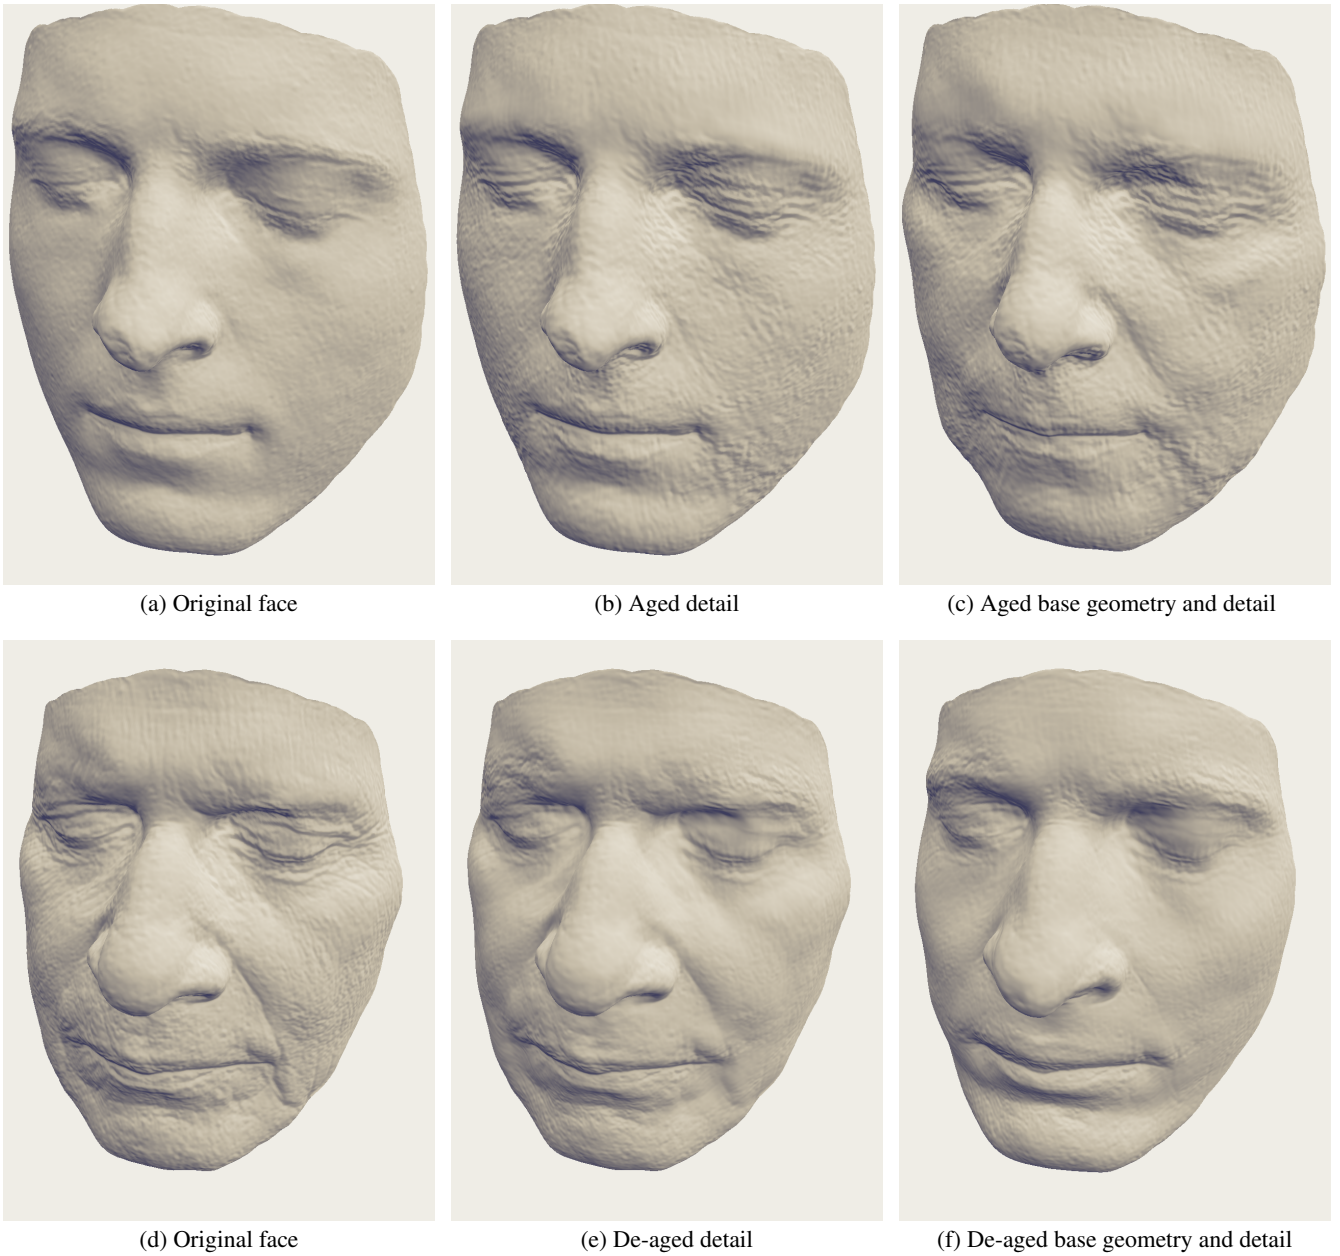 (a) Original face
(b) Aged detail
(c) Aged base geometry and detail
(d) Original face
(e) De-aged detail
(f) De-aged base geometry and detail